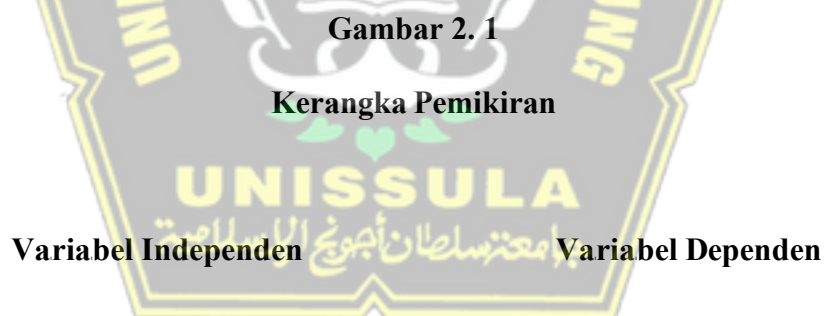 Gambar 2. 1
Kerangka Pemikiran
UNISSULA
جامعة سلطان أجونج الإسلامية
Variabel Independen Variabel Dependen